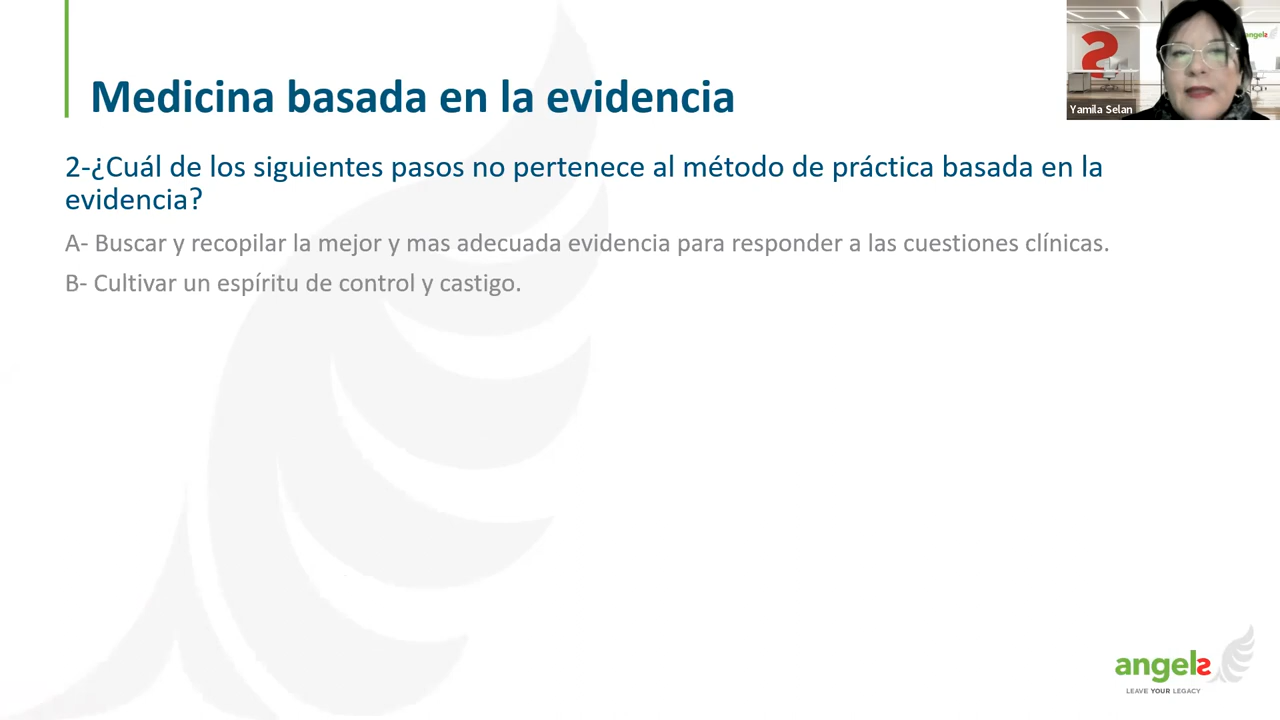 Medicina basada en la evidencia
2-¿Cuál de los siguientes pasos no pertenece al método de práctica basada en la
evidencia?
A- Buscar y recopilar la mejor y mas adecuada evidencia para responder a las cuestiones clínicas.
B- Cultivar un espíritu de control y castigo.
angels
Yamila Selan
angels
LEAVE YOUR LEGACY